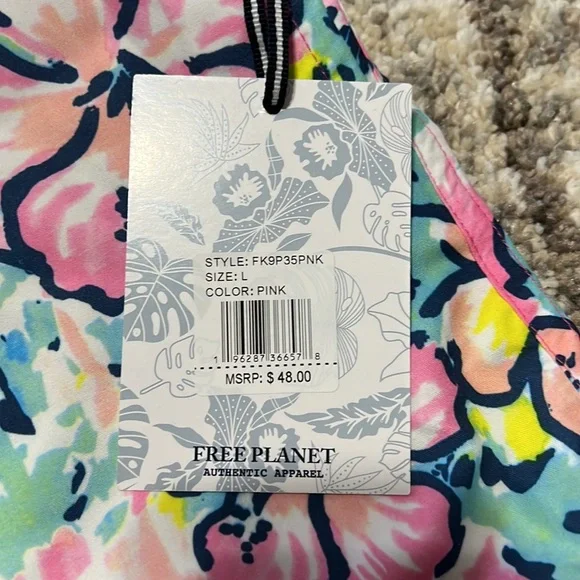 STYLE: FK9P35PNK
SIZE: L
COLOR: PINK
1 96287 36657 8
MSRP: $ 48.00
FREE PLANET
AUTHENTIC APPAREL